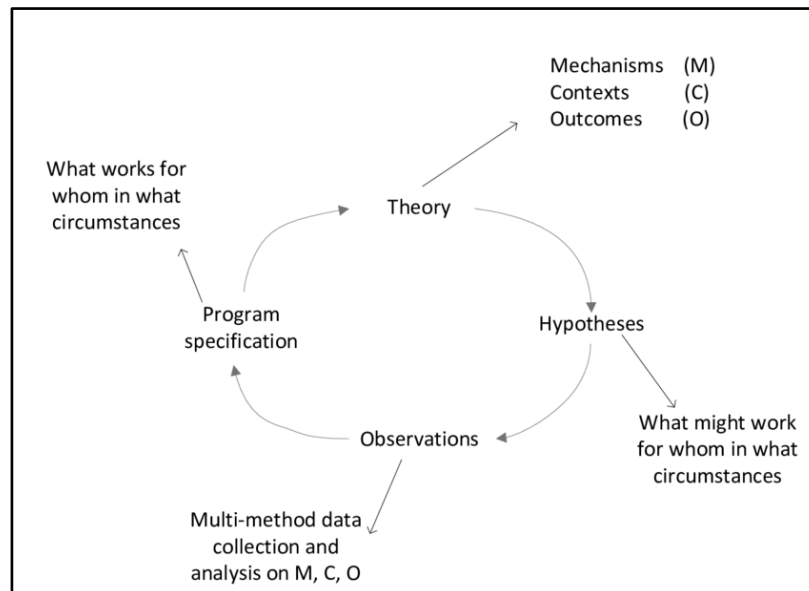 Mechanisms (M)
Contexts (C)
Outcomes (O)
What works for
whom in what
circumstances
Theory
Program
specification
Hypotheses
What might work
for whom in what
circumstances
Observations
Multi-method data
collection and
analysis on M, C, O